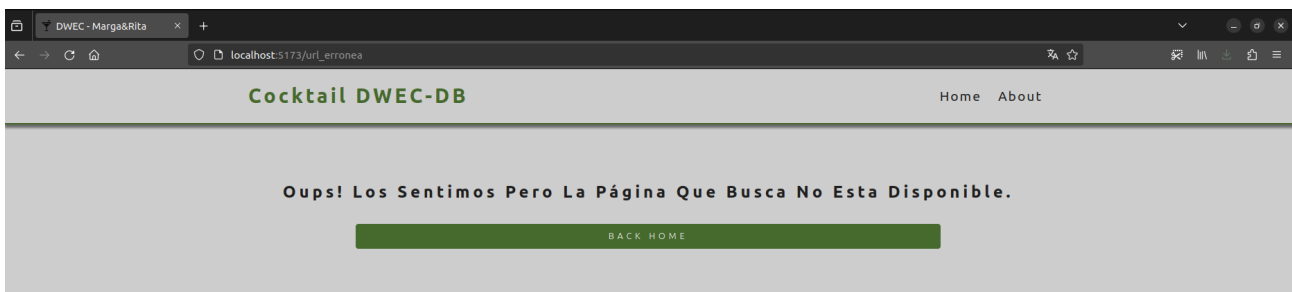 DWEC - Marga&Rita
localhost:5173/url_erronea
Cocktail DWEC-DB
Home About
Oups! Los Sentimos Pero La Página Que Busca No Esta Disponible.
BACK HOME